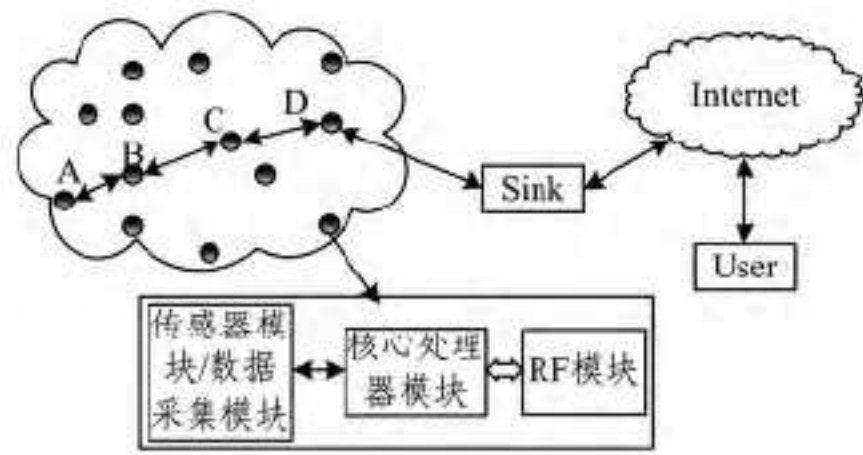 Internet
D
C
B
A
Sink
User
传感器模
块/数据
采集模块
核心处理
器模块
RF模块